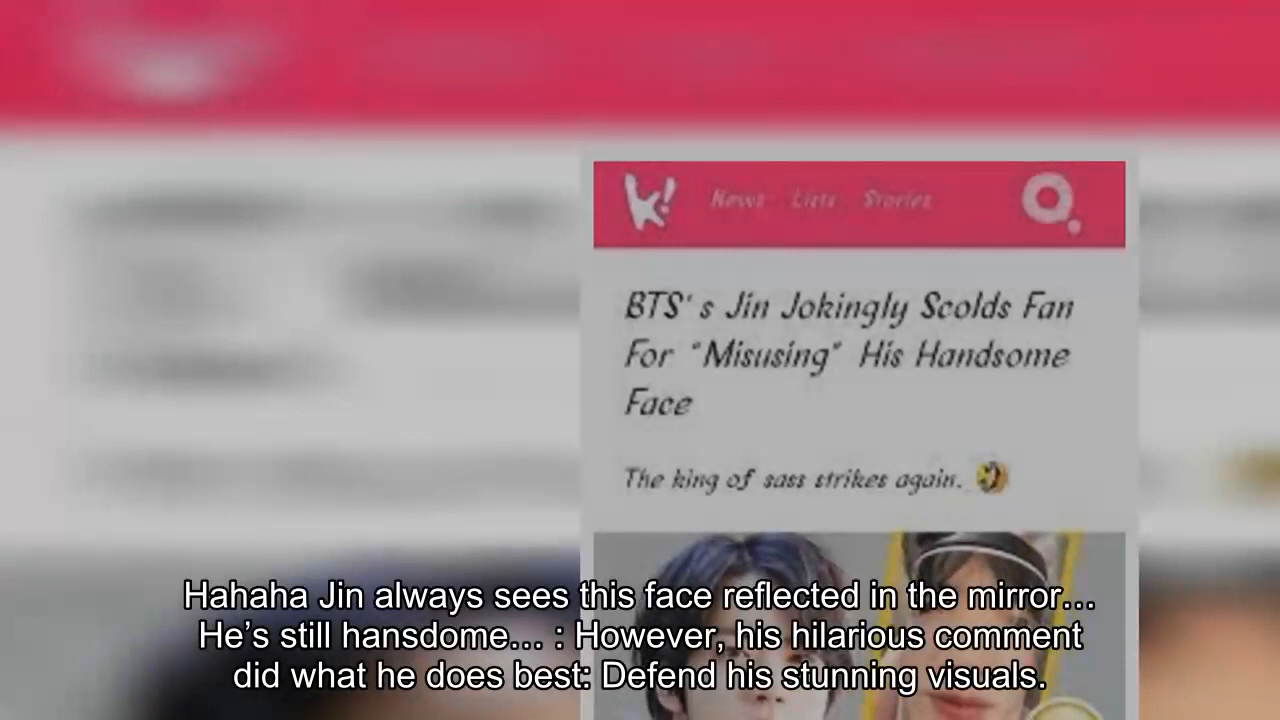 K!
News Lists Stories
BTS's Jin Jokingly Scolds Fan
For "Misusing" His Handsome
Face
The king of sass strikes again.
Hahaha Jin always sees this face reflected in the mirror…
He's still hansdome… : However, his hilarious comment
did what he does best: Defend his stunning visuals.